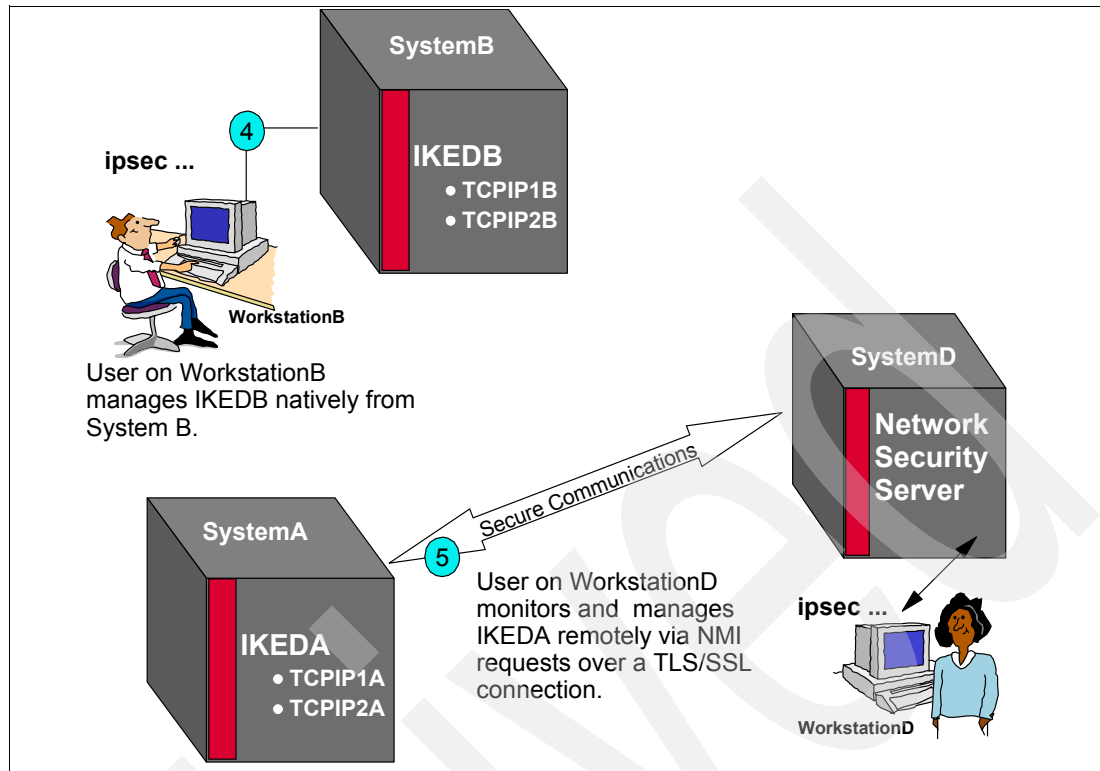 SystemB
4
ipsec ...
IKEDB
• TCPIP1B
• TCPIP2B
WorkstationB
User on WorkstationB
manages IKEDB natively from
System B.
SystemD
Network
Security
Server
Secure Communications
SystemA
5
IKEDA
• TCPIP1A
• TCPIP2A
User on WorkstationD
monitors and manages
IKEDA remotely via NMI
requests over a TLS/SSL
connection.
ipsec ...
WorkstationD